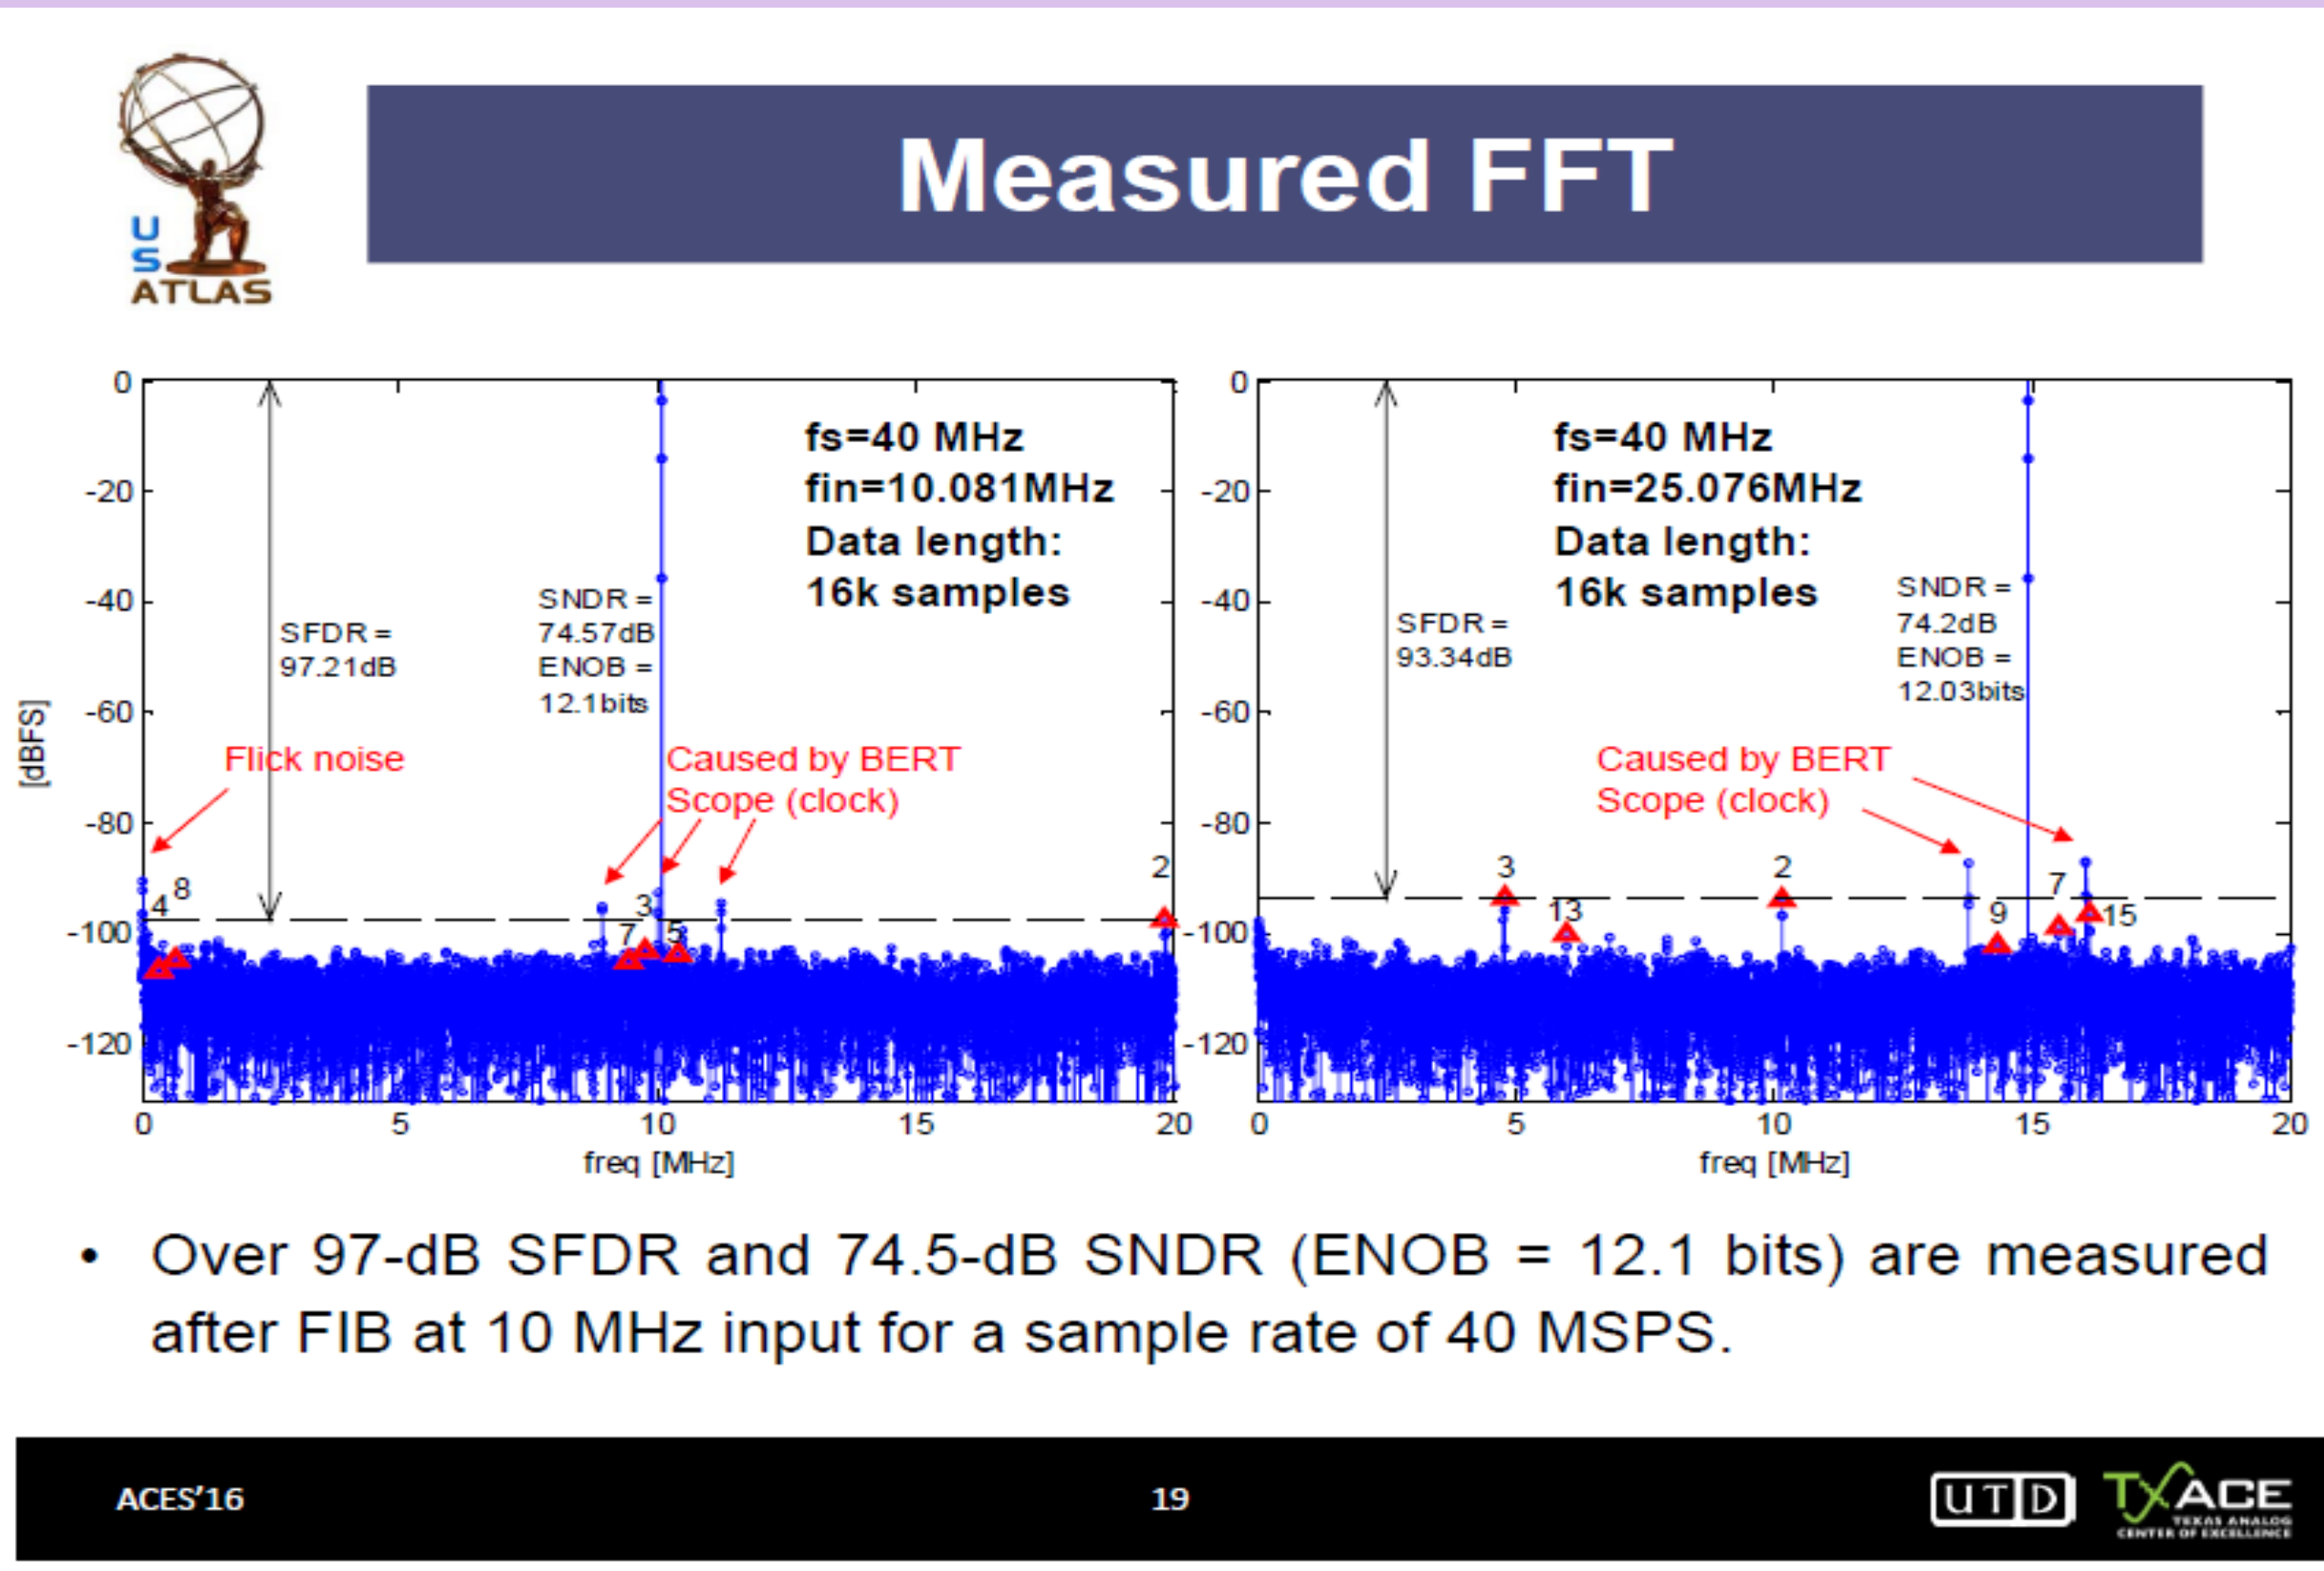 US
ATLAS
Measured FFT
0
-20
-40
-60
-80
-100
-120
[dBFS]
0
5
10
15
20
freq [MHz]
fs=40 MHz
fin=10.081MHz
Data length:
16k samples
SFDR =
97.21dB
SNDR =
74.57dB
ENOB =
12.1bits
Flick noise
Caused by BERT
Scope (clock)
4
8
7
3
5
2
0
-20
-40
-60
-80
-100
-120
0
5
10
15
20
freq [MHz]
fs=40 MHz
fin=25.076MHz
Data length:
16k samples
SFDR =
93.34dB
SNDR =
74.2dB
ENOB =
12.03bits
Caused by BERT
Scope (clock)
3
13
2
9
7
15
• Over 97-dB SFDR and 74.5-dB SNDR (ENOB = 12.1 bits) are measured
after FIB at 10 MHz input for a sample rate of 40 MSPS.
ACES'16
19
UTD
TxACE
TEXAS ANALOG
CENTER OF EXCELLENCE